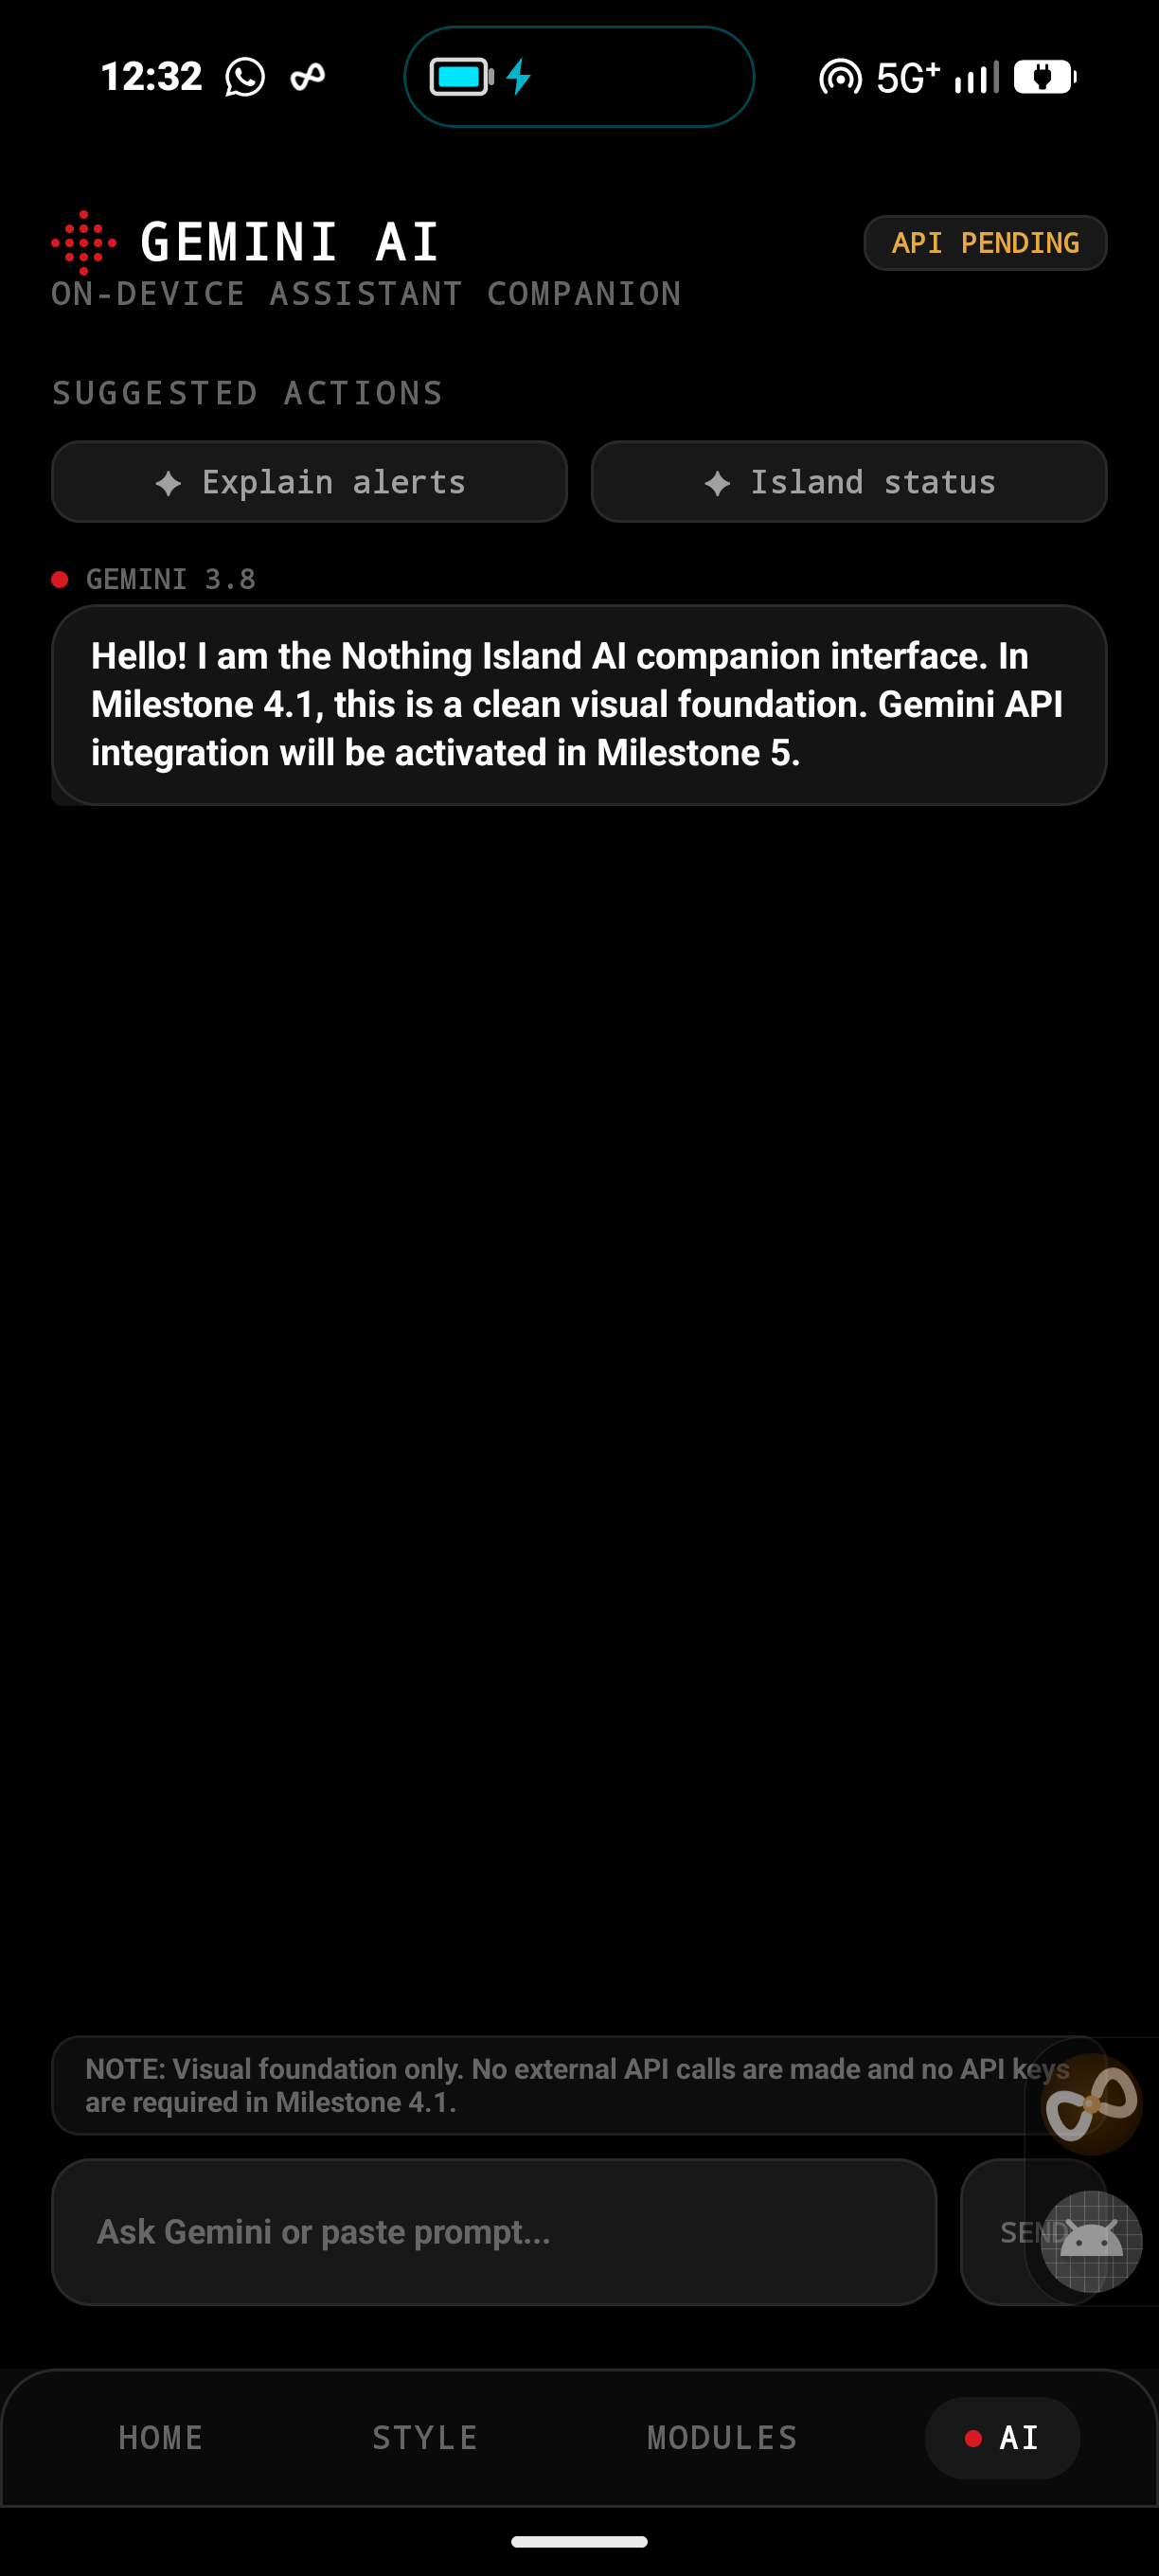 12:32
5G+
GEMINI AI
API PENDING
ON-DEVICE ASSISTANT COMPANION
SUGGESTED ACTIONS
Explain alerts
Island status
GEMINI 3.8
Hello! I am the Nothing Island AI companion interface. In
Milestone 4.1, this is a clean visual foundation. Gemini API
integration will be activated in Milestone 5.
NOTE: Visual foundation only. No external API calls are made and no API keys
are required in Milestone 4.1.
Ask Gemini or paste prompt...
SEND
HOME
STYLE
MODULES
AI